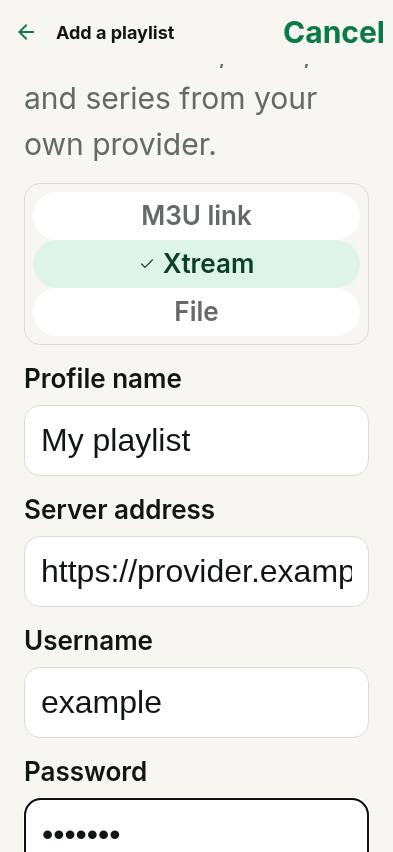 Add a playlist
Cancel
and series from your
own provider.
M3U link
✓ Xtream
File
Profile name
My playlist
Server address
https://provider.examp
Username
example
Password
•••••••